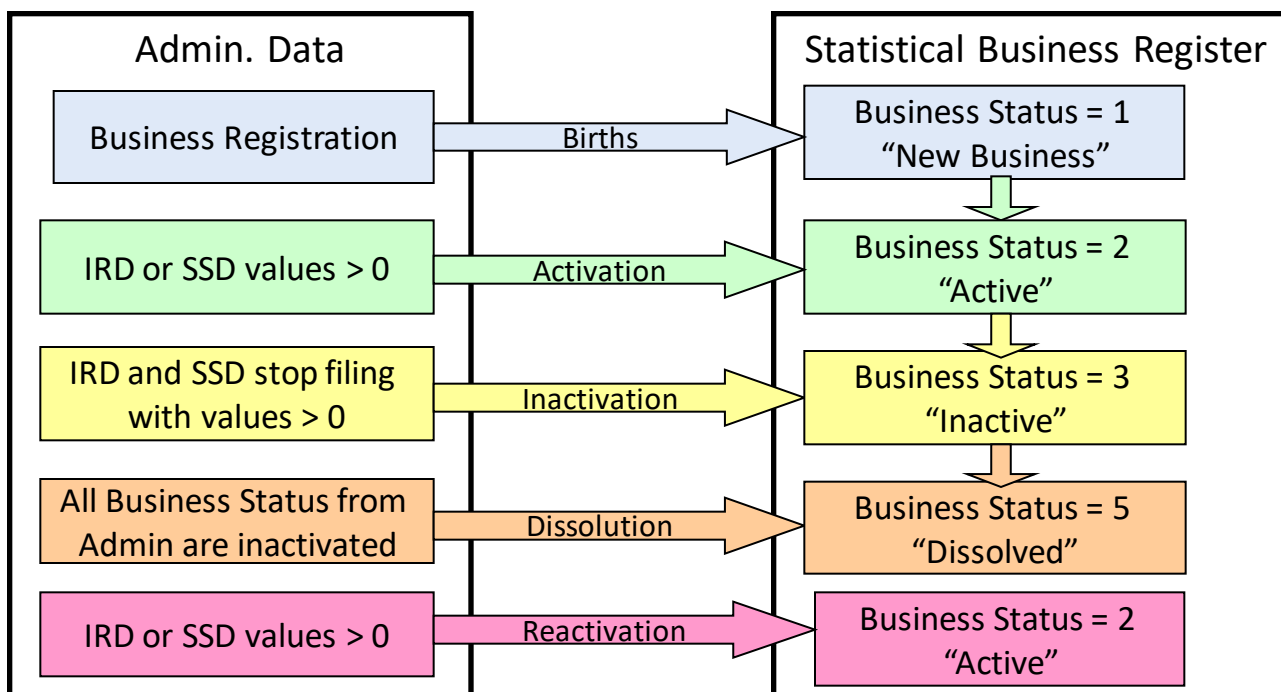 Admin. Data
Statistical Business Register
Business Registration
Births
Business Status = 1
“New Business”
IRD or SSD values > 0
Activation
Business Status = 2
“Active”
IRD and SSD stop filing
with values > 0
Inactivation
Business Status = 3
“Inactive”
All Business Status from
Admin are inactivated
Dissolution
Business Status = 5
“Dissolved”
IRD or SSD values > 0
Reactivation
Business Status = 2
“Active”